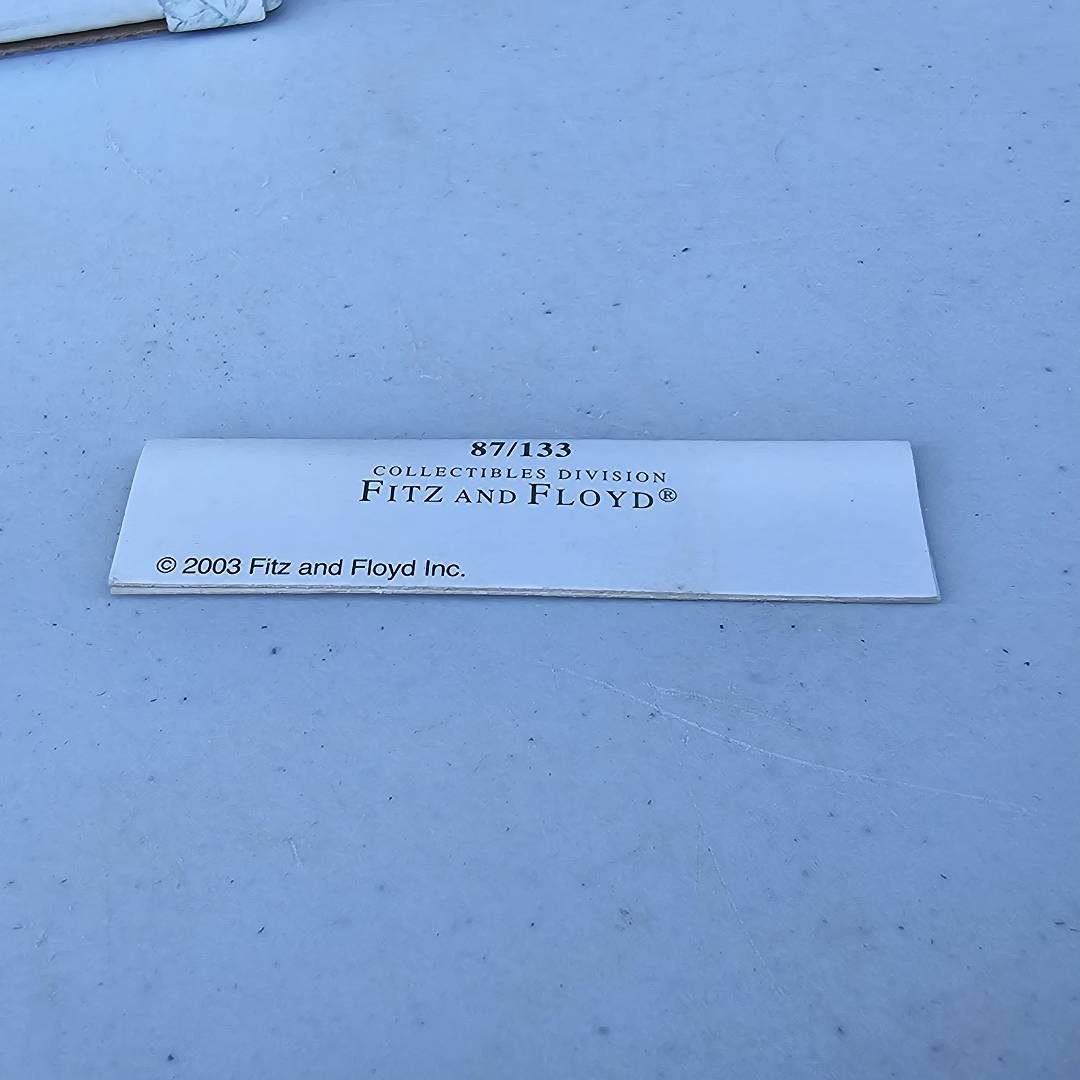 87/133
COLLECTIBLES DIVISION
FITZ AND FLOYD®
© 2003 Fitz and Floyd Inc.